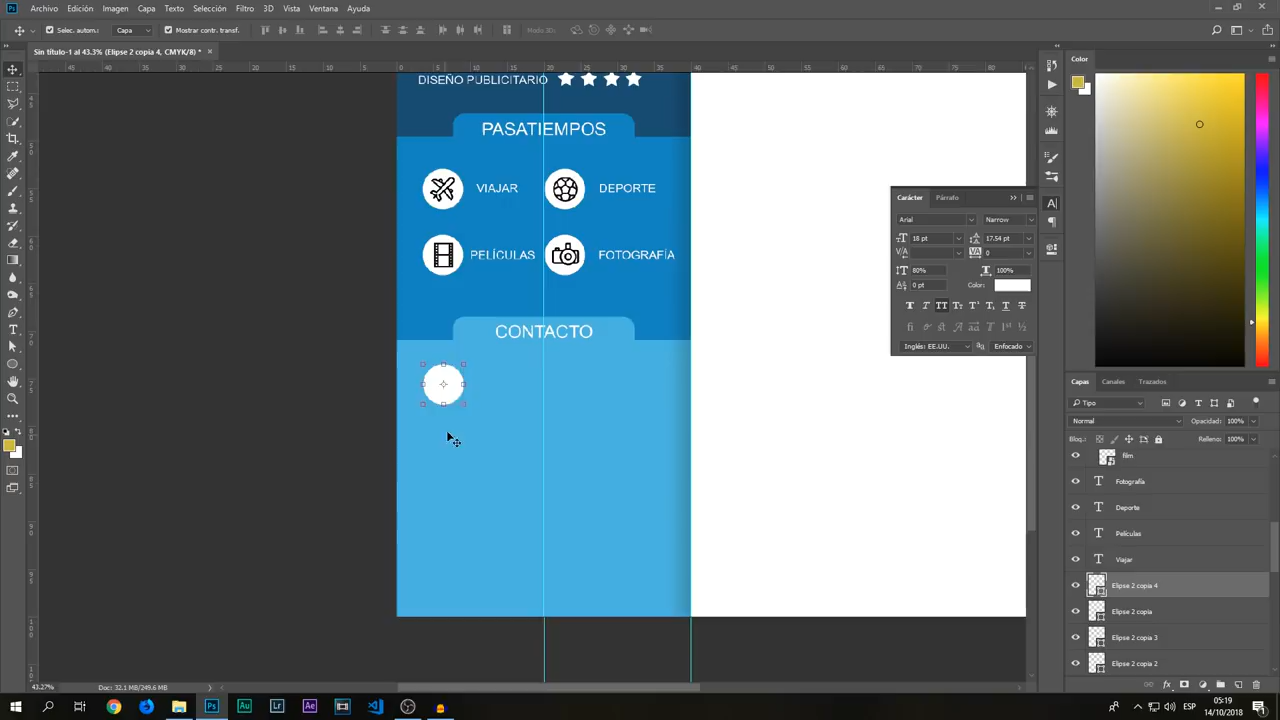 Archivo Edición Imagen Capa Texto Selección Filtro 3D Vista Ventana Ayuda
Selec. autom.: Capa Mostrar contr. transf. Modo 3D:
Sin título-1 al 43.3% (Elipse 2 copia 4, CMYK/8) *
DISEÑO PUBLICITARIO
PASATIEMPOS
VIAJAR DEPORTE
PELÍCULAS FOTOGRAFÍA
CONTACTO
Carácter Párrafo
Arial Narrow
18 pt 17.54 pt
0
80% 100%
0 pt Color:
Inglés: EE.UU. Enfocado
Color
Capas Canales Trazados
Tipo
Normal Opacidad: 100%
Bloq.: Relleno: 100%
film
Fotografía
Deporte
Películas
Viajar
Elipse 2 copia 4
Elipse 2 copia
Elipse 2 copia 3
Elipse 2 copia 2
43.27% Doc: 32.1 MB/249.6 MB
ESP 05:19
14/10/2018